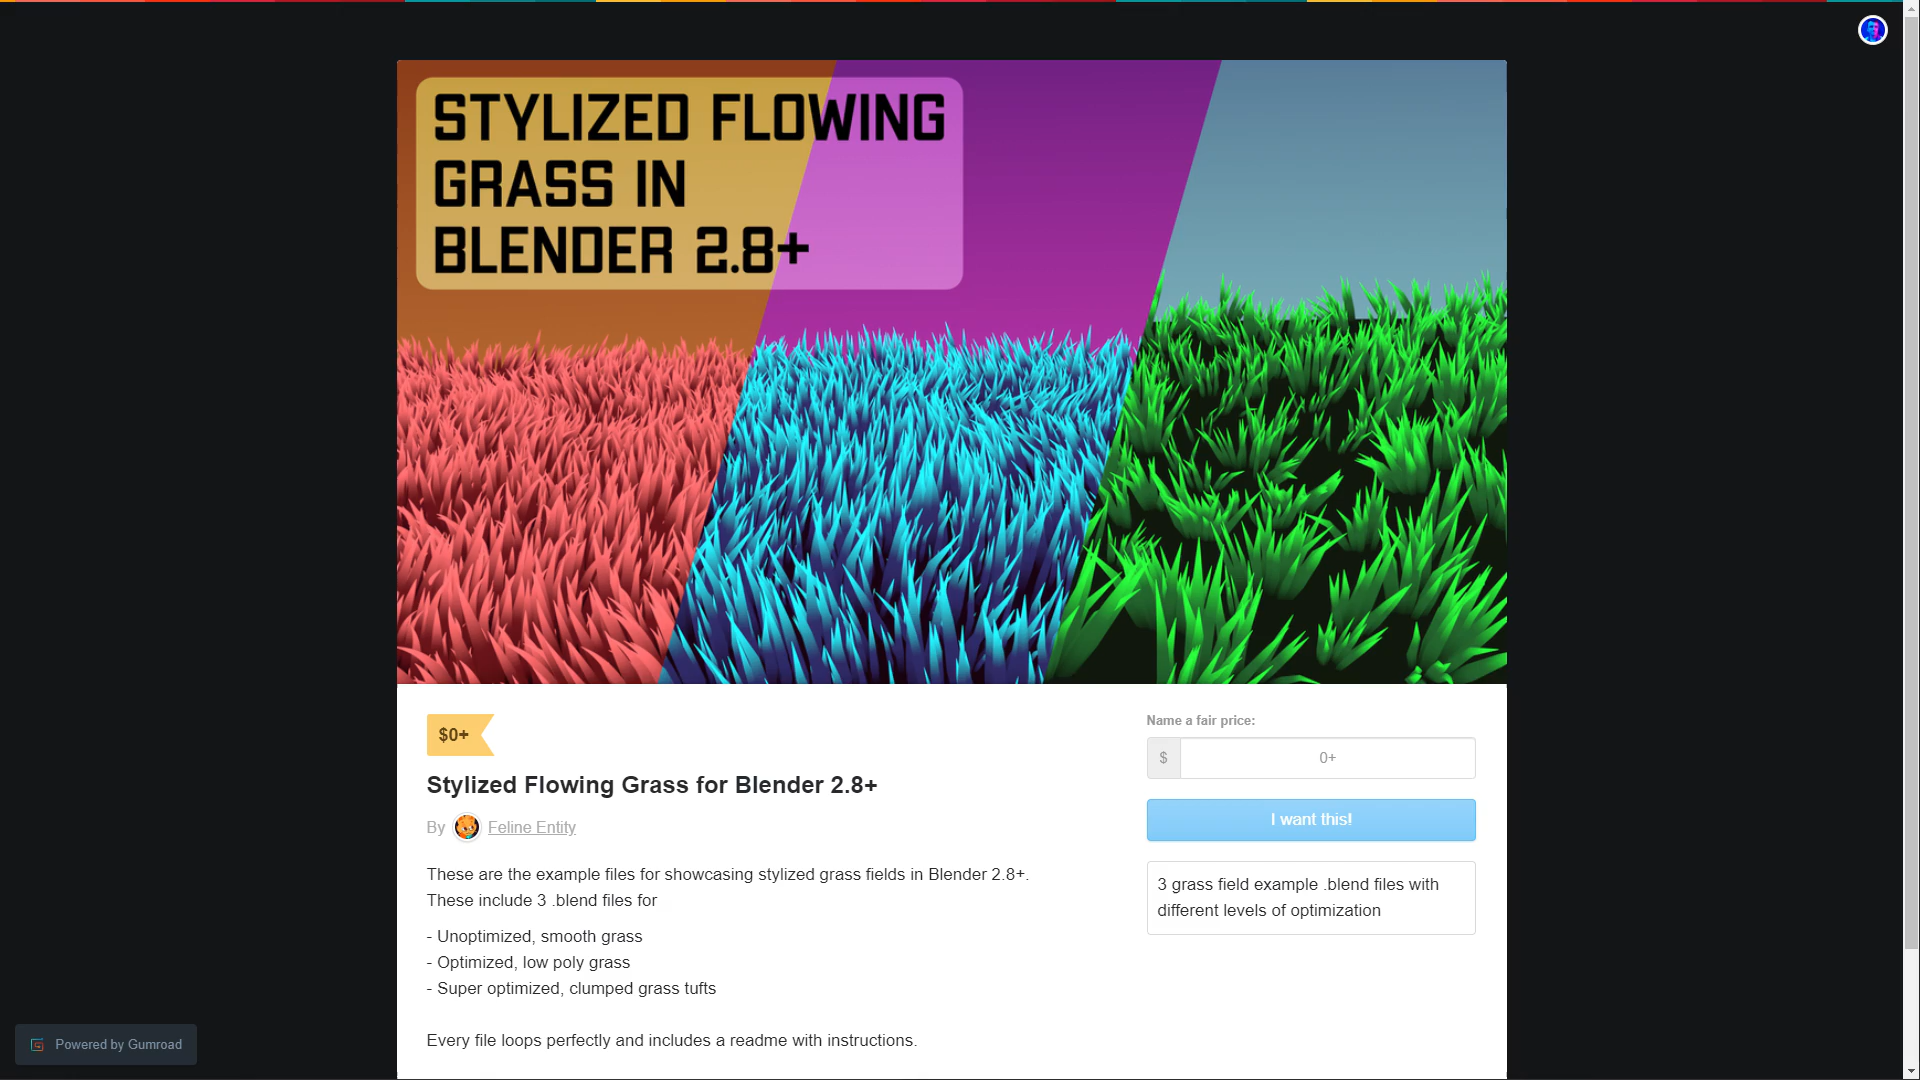 STYLIZED FLOWING
GRASS IN
BLENDER 2.8+
$0+
Stylized Flowing Grass for Blender 2.8+
By Feline Entity
These are the example files for showcasing stylized grass fields in Blender 2.8+.
These include 3 .blend files for
- Unoptimized, smooth grass
- Optimized, low poly grass
- Super optimized, clumped grass tufts
Every file loops perfectly and includes a readme with instructions.
Name a fair price:
$ 0+
I want this!
3 grass field example .blend files with
different levels of optimization
Powered by Gumroad